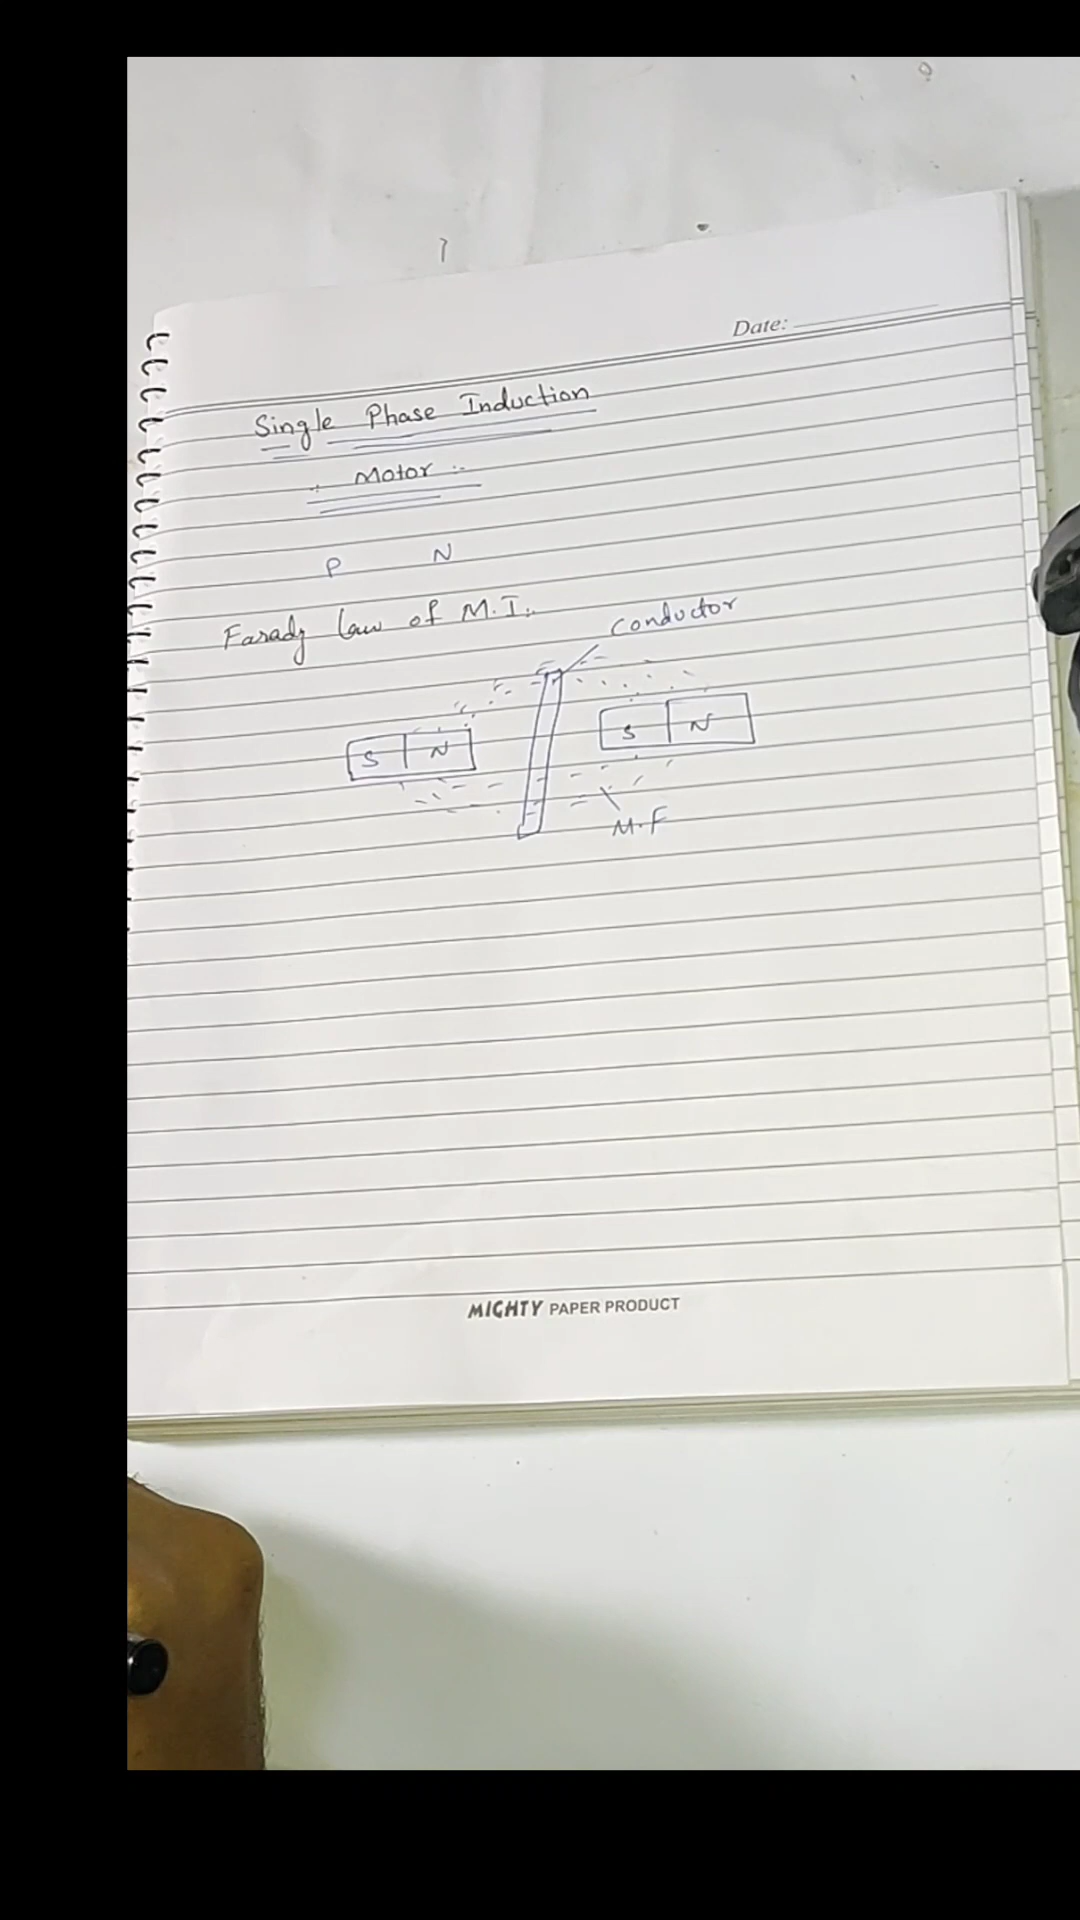 Date:
Single Phase Induction
Motor :-
P N
Farady law of M.I.
conductor
S N S N
M.F
MIGHTY PAPER PRODUCT